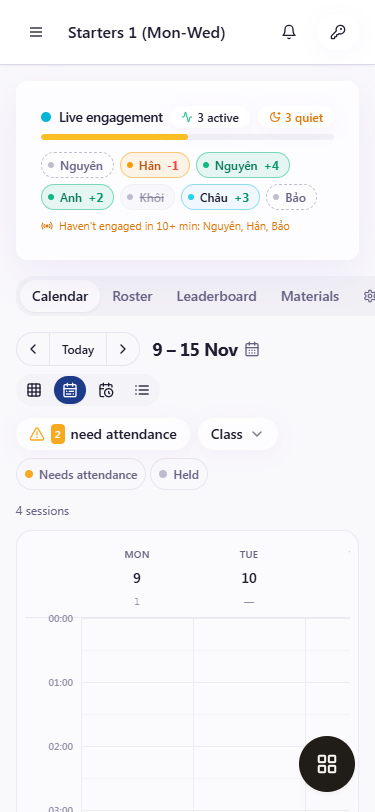 Starters 1 (Mon-Wed)
Live engagement
3 active
3 quiet
Nguyên
Hân -1
Nguyên +4
Anh +2
Khôi
Châu +3
Bảo
Haven't engaged in 10+ min: Nguyên, Hân, Bảo
Calendar Roster Leaderboard Materials
Today
9 – 15 Nov
2 need attendance
Class
Needs attendance
Held
4 sessions
MON TUE
9 10
1 —
00:00
01:00
02:00
03:00